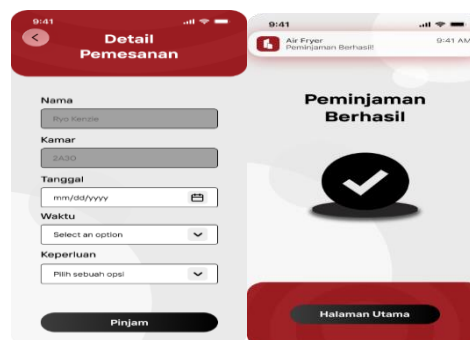 9:41
Detail
Pemesanan
Nama
Ryo Kenzie
Kamar
2A30
Tanggal
mm/dd/yyyy
Waktu
Select an option
Keperluan
Pilih sebuah opsi
Pinjam
9:41
Air Fryer
9:41 AM
Peminjaman Berhasil!
Peminjaman
Berhasil
Halaman Utama